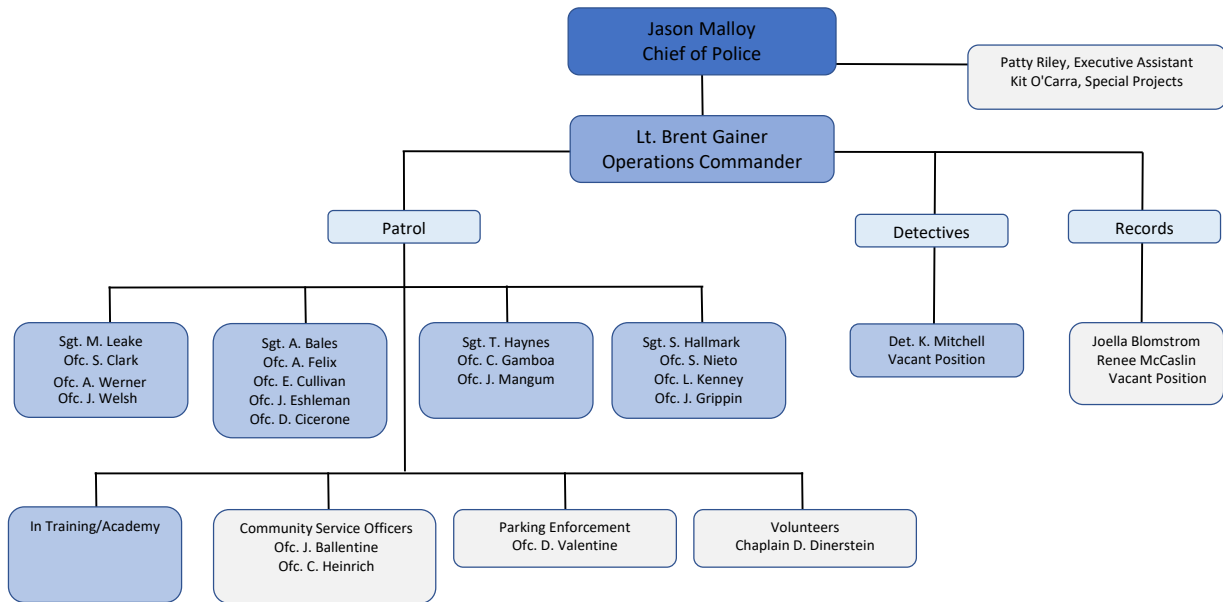 Jason Malloy
Chief of Police
Patty Riley, Executive Assistant
Kit O'Carra, Special Projects
Lt. Brent Gainer
Operations Commander
Patrol
Detectives
Records
Sgt. M. Leake
Ofc. S. Clark
Ofc. A. Werner
Ofc. J. Welsh
Sgt. A. Bales
Ofc. A. Felix
Ofc. E. Cullivan
Ofc. J. Eshleman
Ofc. D. Cicerone
Sgt. T. Haynes
Ofc. C. Gamboa
Ofc. J. Mangum
Sgt. S. Hallmark
Ofc. S. Nieto
Ofc. L. Kenney
Ofc. J. Grippin
Det. K. Mitchell
Vacant Position
Joella Blomstrom
Renee McCaslin
Vacant Position
In Training/Academy
Community Service Officers
Ofc. J. Ballentine
Ofc. C. Heinrich
Parking Enforcement
Ofc. D. Valentine
Volunteers
Chaplain D. Dinerstein